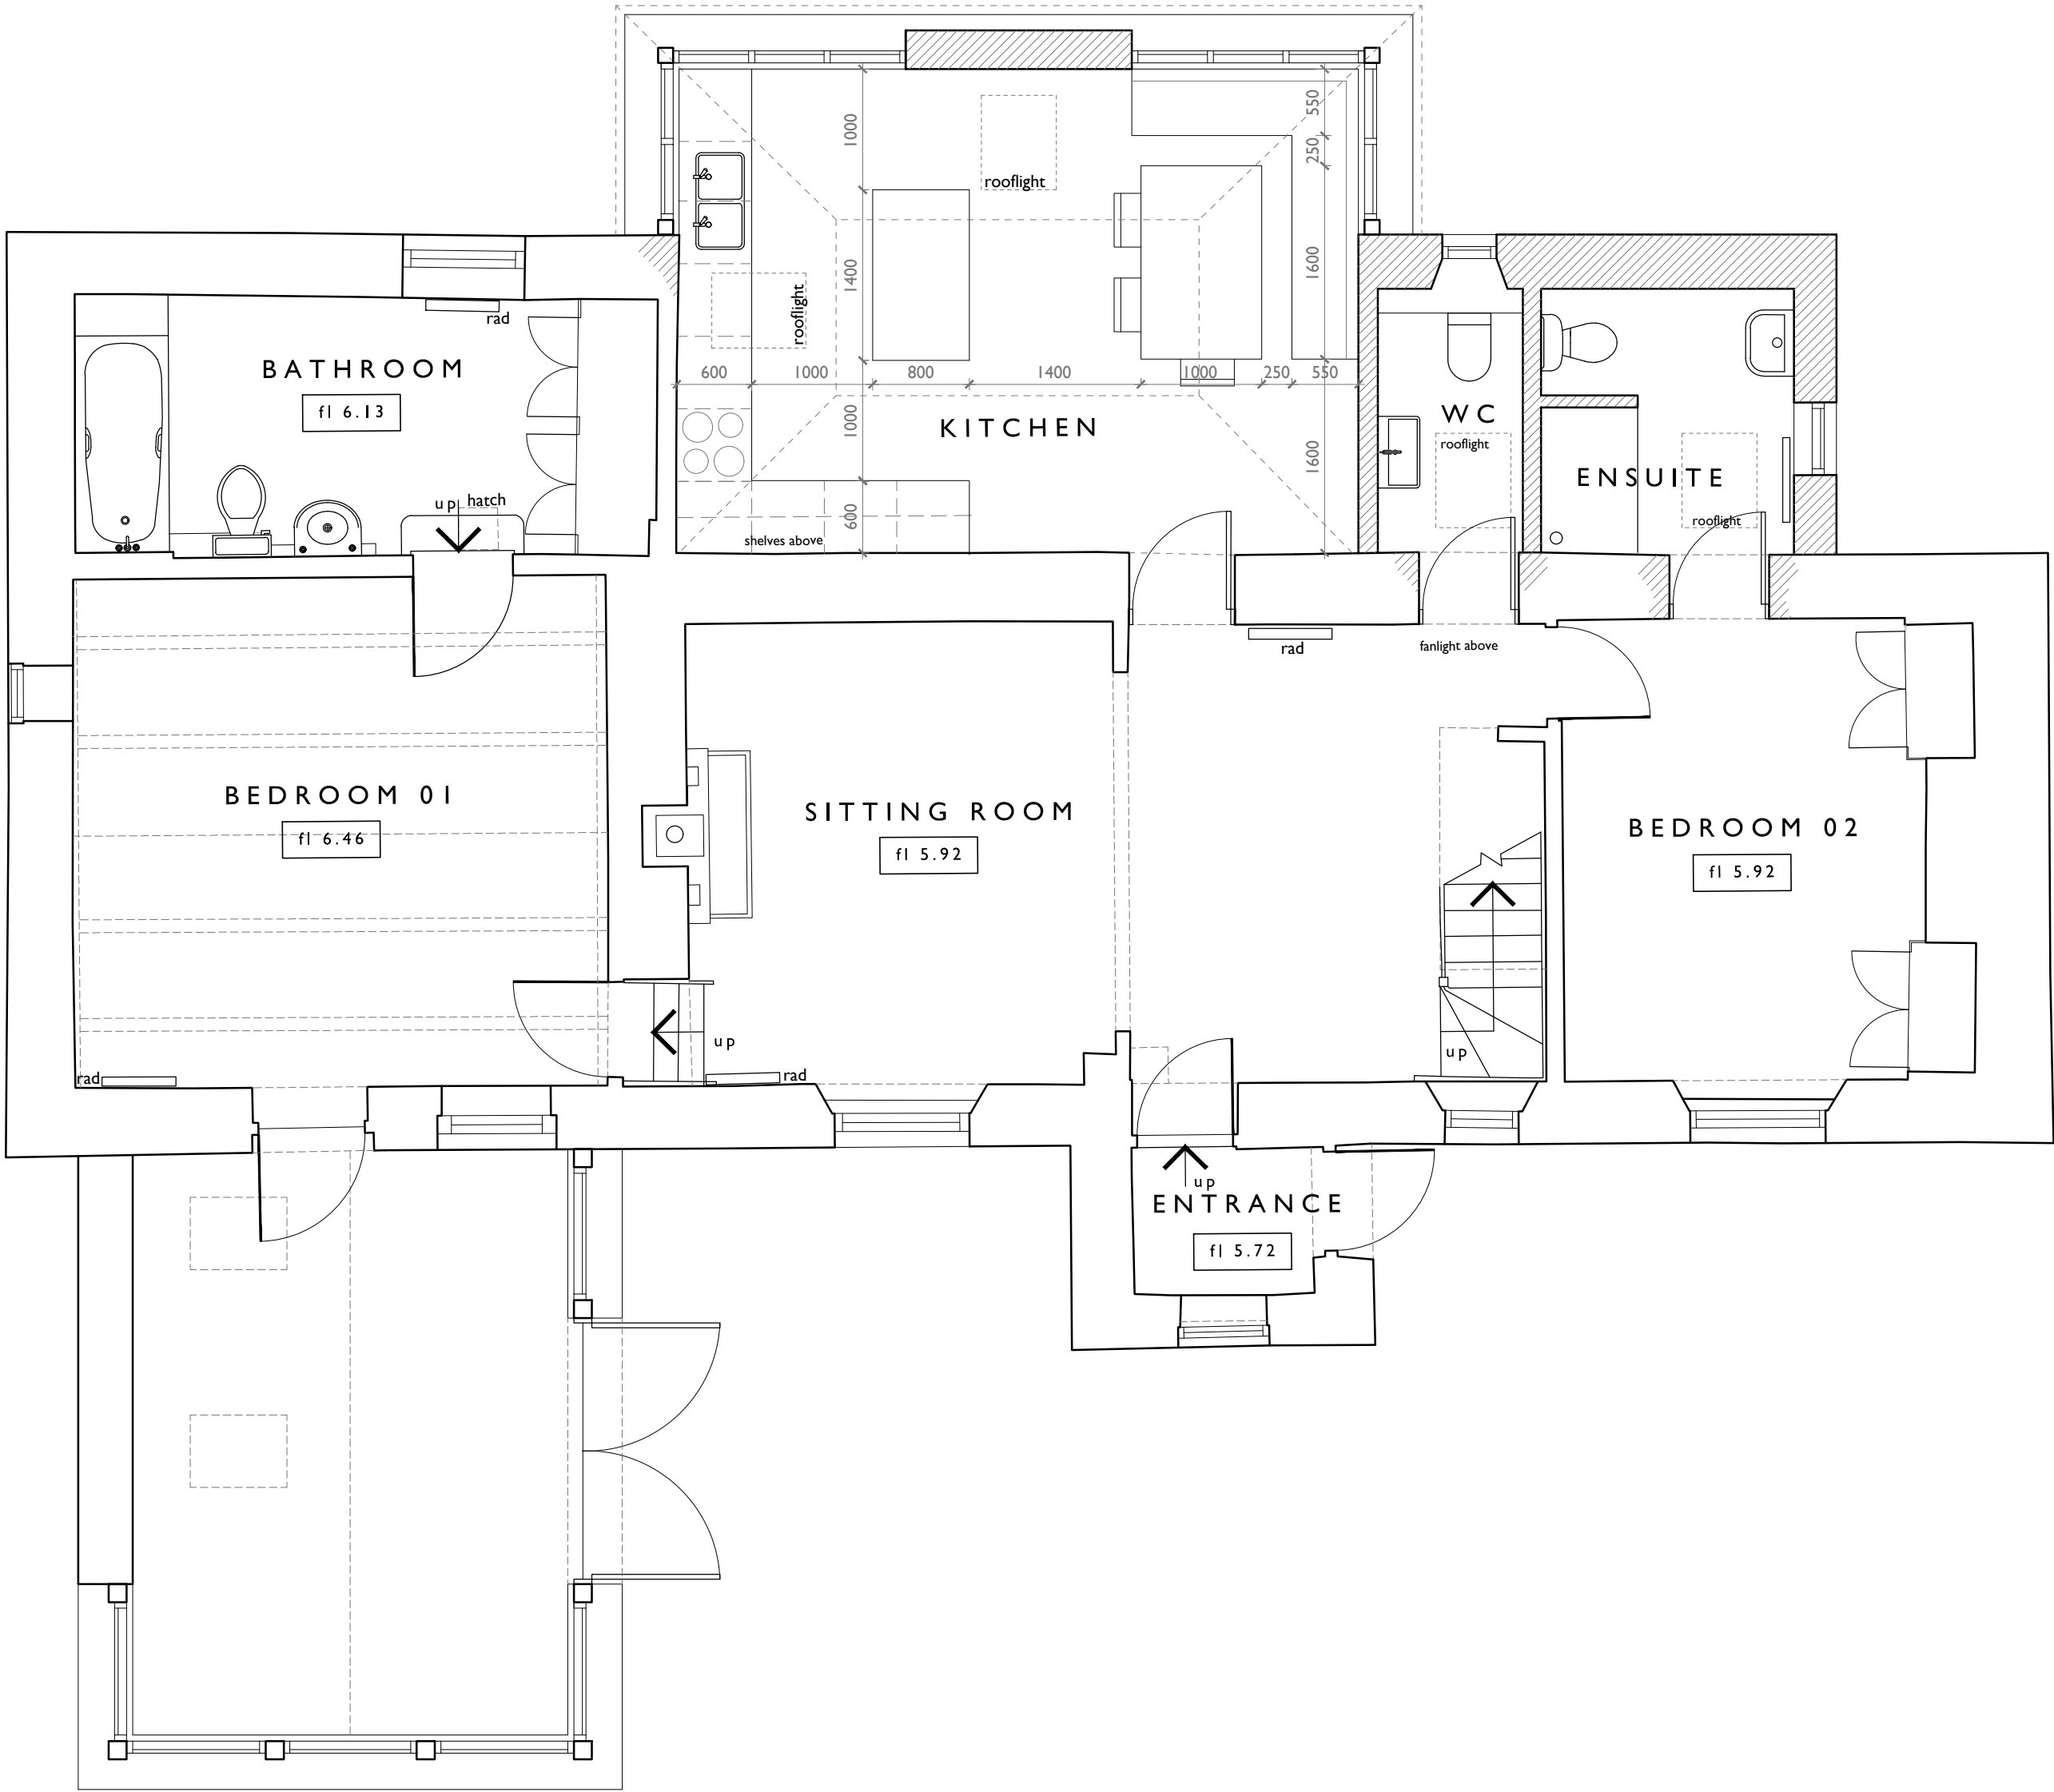 550
1000
250
rooflight
rooflight
1400
1600
rad
BATHROOM
fl 6.13
600
1000
800
1400
1000
250
550
1000
KITCHEN
WC
rooflight
1600
ENSUITE
up
hatch
600
shelves above
rooflight
fanlight above
rad
BEDROOM 01
fl 6.46
SITTING ROOM
fl 5.92
BEDROOM 02
fl 5.92
up
up
rad
rad
up
ENTRANCE
fl 5.72